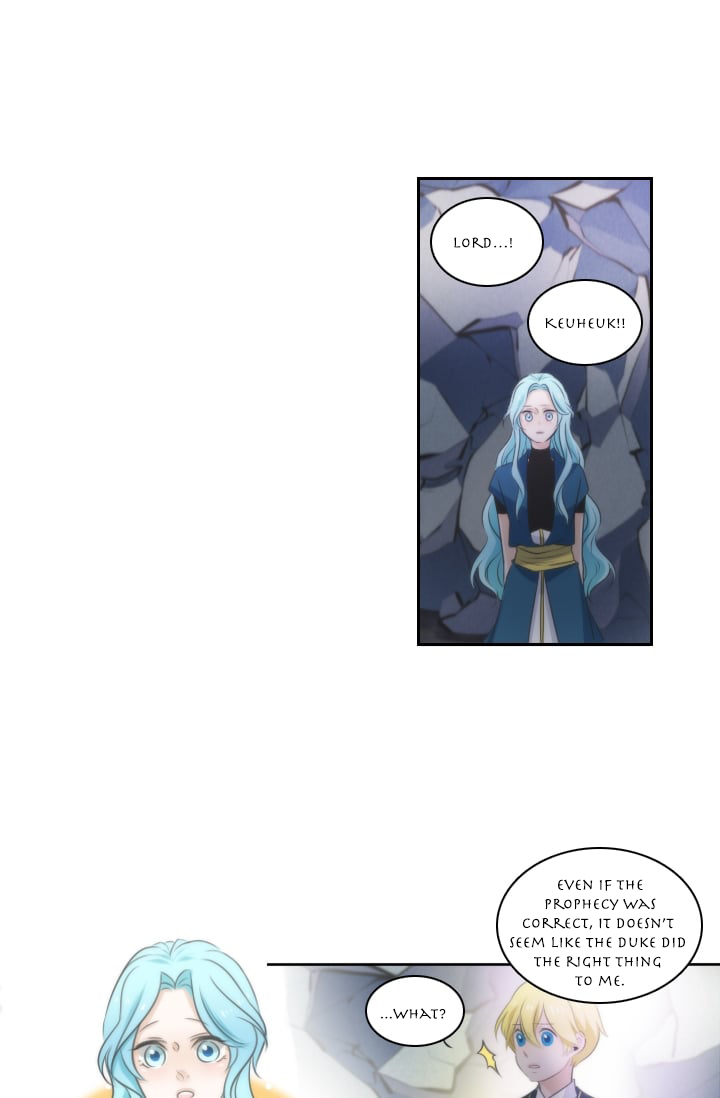 LORD...!
KEUHEUK!!
EVEN IF THE
PROPHECY WAS
CORRECT, IT DOESN'T
SEEM LIKE THE DUKE DID
THE RIGHT THING
TO ME.
...WHAT?